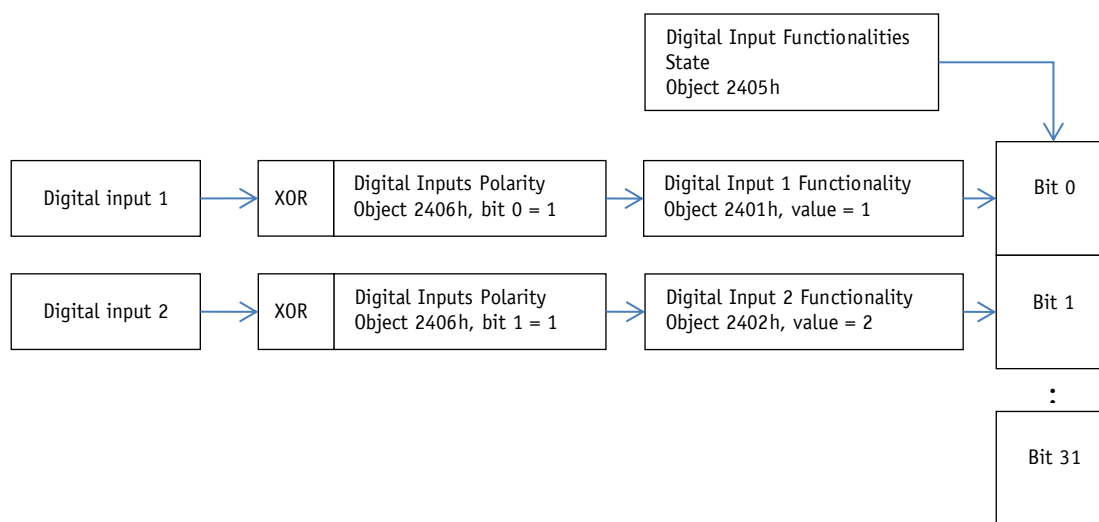 Digital Input Functionalities
State
Object 2405h
Digital input 1
XOR
Digital Inputs Polarity
Object 2406h, bit 0 = 1
Digital Input 1 Functionality
Object 2401h, value = 1
Bit 0
Digital input 2
XOR
Digital Inputs Polarity
Object 2406h, bit 1 = 1
Digital Input 2 Functionality
Object 2402h, value = 2
Bit 1
:
Bit 31